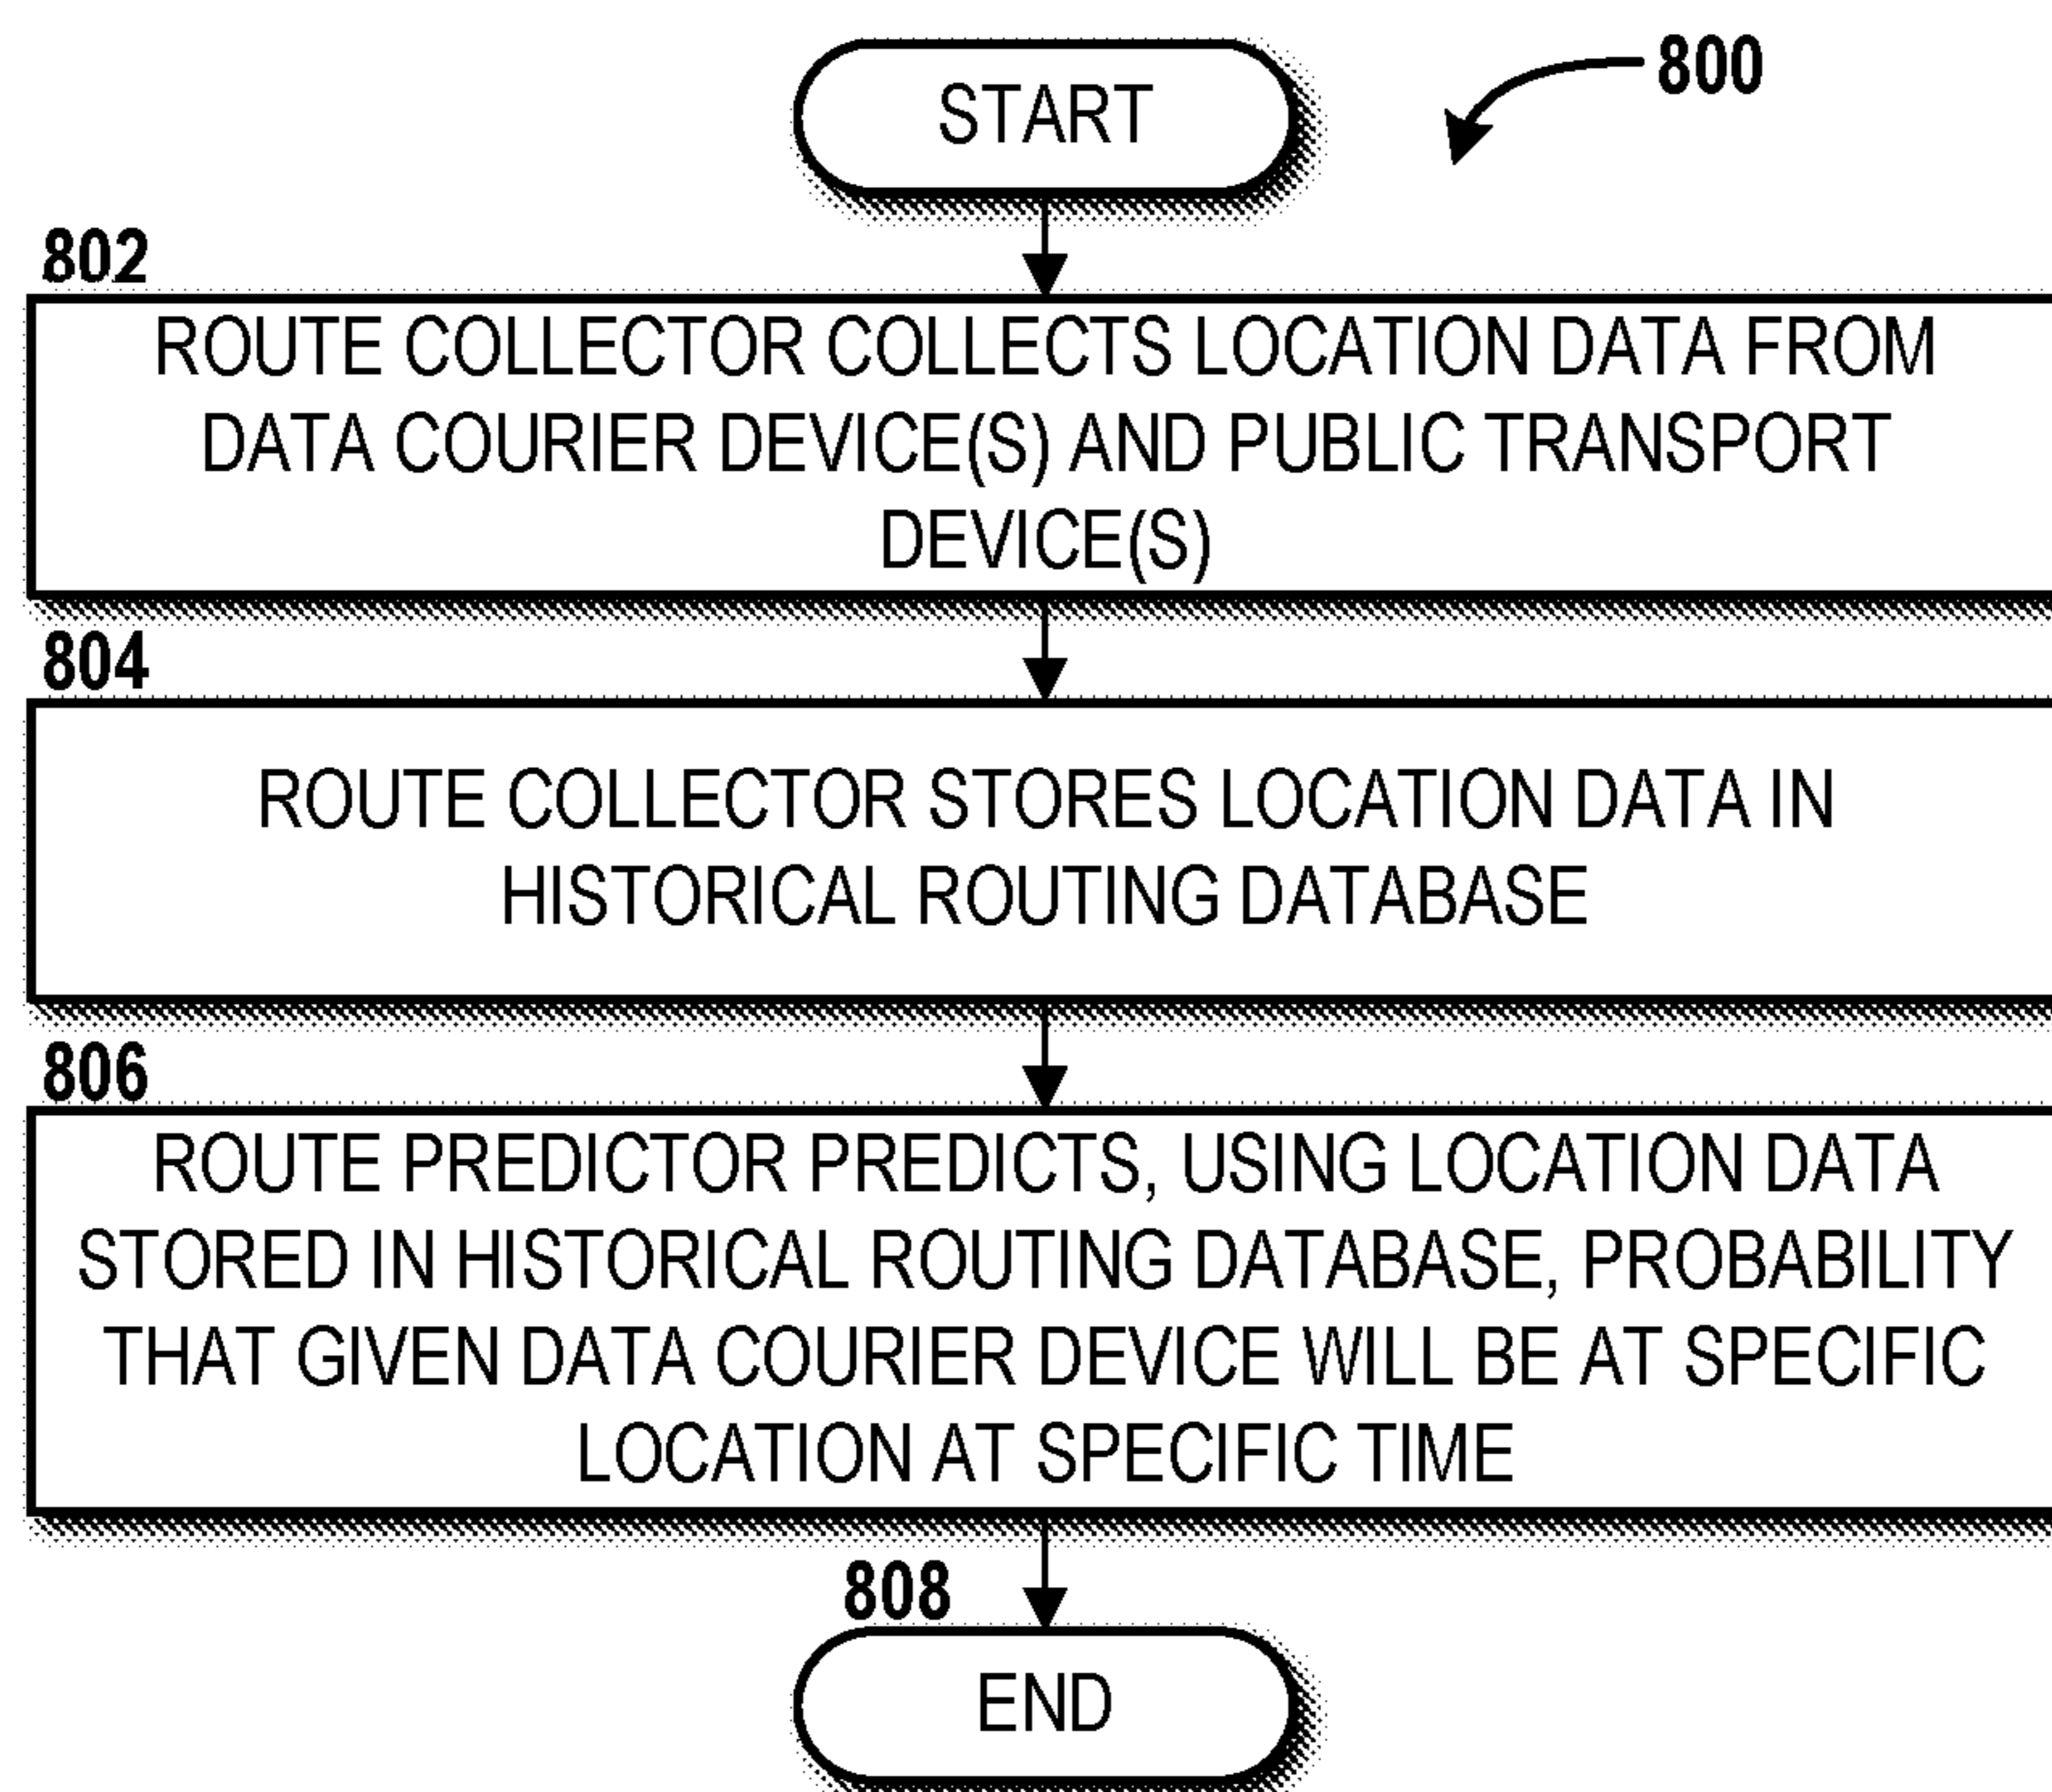 START
800
802
ROUTE COLLECTOR COLLECTS LOCATION DATA FROM
DATA COURIER DEVICE(S) AND PUBLIC TRANSPORT
DEVICE(S)
804
ROUTE COLLECTOR STORES LOCATION DATA IN
HISTORICAL ROUTING DATABASE
806
ROUTE PREDICTOR PREDICTS, USING LOCATION DATA
STORED IN HISTORICAL ROUTING DATABASE, PROBABILITY
THAT GIVEN DATA COURIER DEVICE WILL BE AT SPECIFIC
LOCATION AT SPECIFIC TIME
808
END